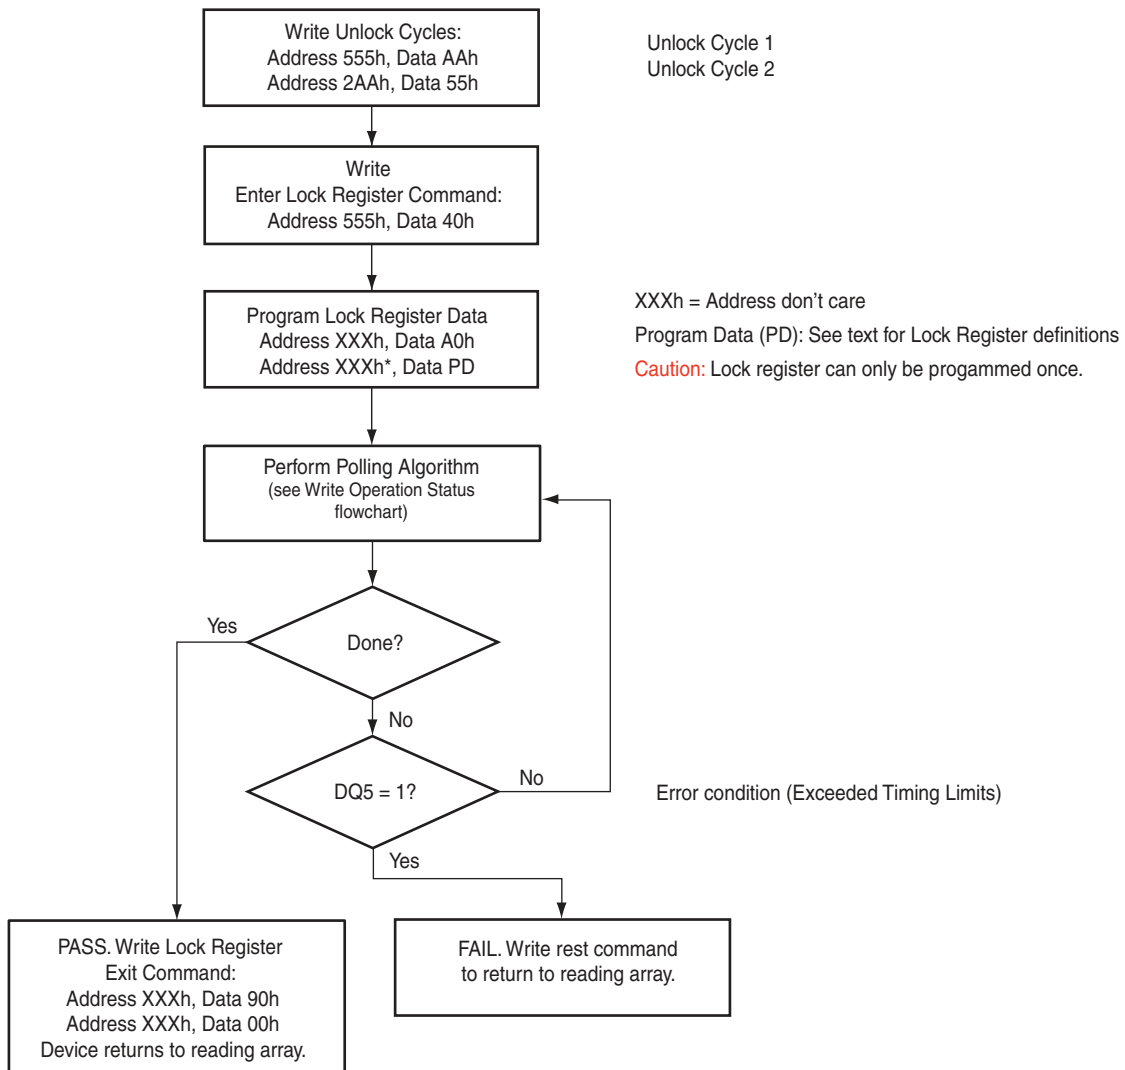 Write Unlock Cycles:
Address 555h, Data AAh
Address 2AAh, Data 55h
Unlock Cycle 1
Unlock Cycle 2
Write
Enter Lock Register Command:
Address 555h, Data 40h
Program Lock Register Data
Address XXXh, Data A0h
Address XXXh*, Data PD
XXXh = Address don't care
Program Data (PD): See text for Lock Register definitions
Caution: Lock register can only be progammed once.
Perform Polling Algorithm
(see Write Operation Status
flowchart)
Yes
Done?
No
DQ5 = 1?
No
Error condition (Exceeded Timing Limits)
Yes
PASS. Write Lock Register
Exit Command:
Address XXXh, Data 90h
Address XXXh, Data 00h
Device returns to reading array.
FAIL. Write rest command
to return to reading array.